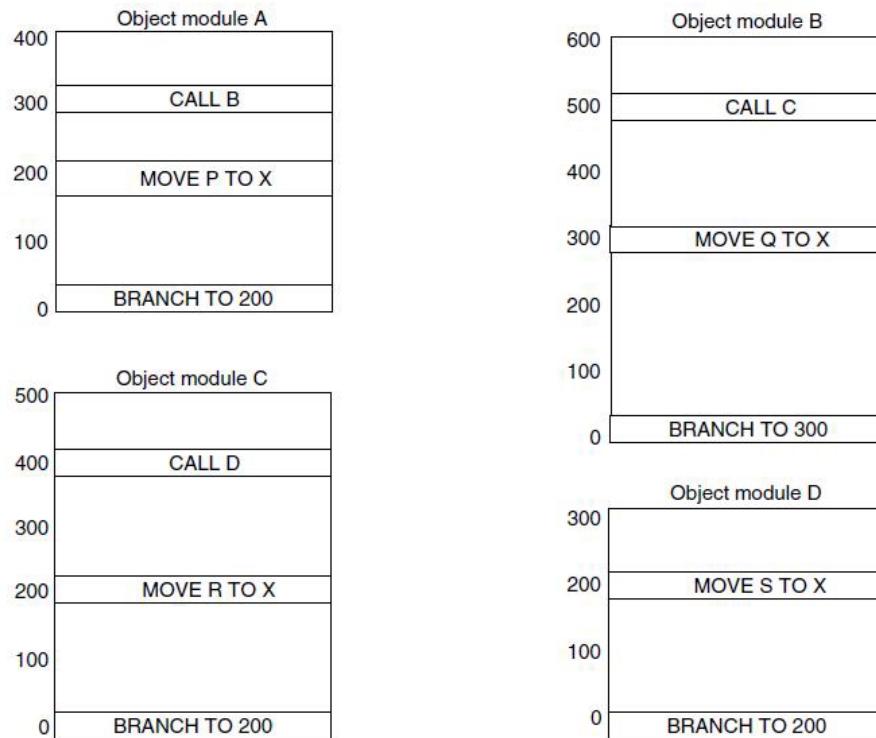 Object module A
400
300
CALL B
200
MOVE P TO X
100
0
BRANCH TO 200
Object module B
600
500
CALL C
400
300
MOVE Q TO X
200
100
0
BRANCH TO 300
Object module C
500
400
CALL D
300
200
MOVE R TO X
100
0
BRANCH TO 200
Object module D
300
200
MOVE S TO X
100
0
BRANCH TO 200